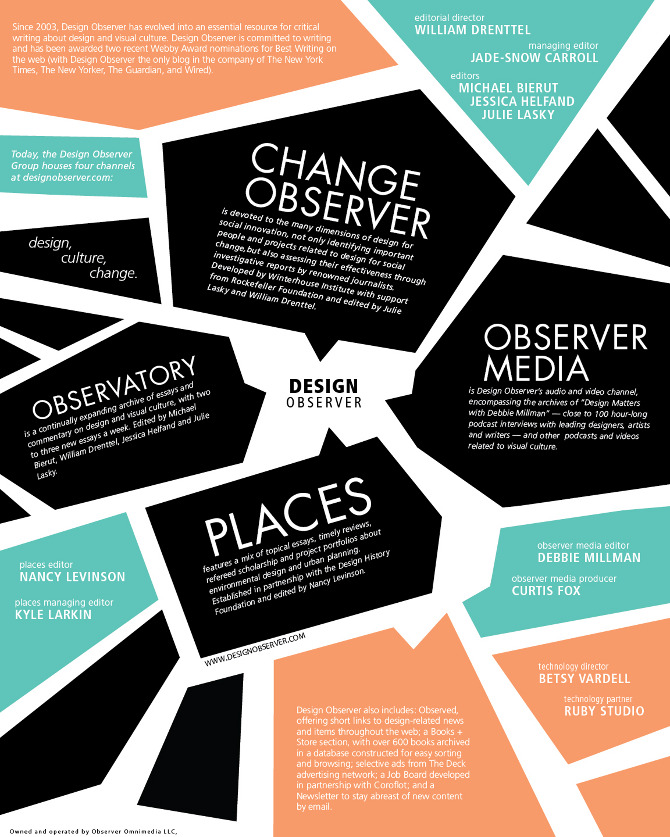 Since 2003, Design Observer has evolved into an essential resource for critical
writing about design and visual culture. Design Observer is committed to writing
and has been awarded two recent Webby Award nominations for Best Writing on
the web (with Design Observer the only blog in the company of The New York
Times, The New Yorker, The Guardian, and Wired).
editorial director
WILLIAM DRENTTEL
managing editor
JADE-SNOW CARROLL
editors
MICHAEL BIERUT
JESSICA HELFAND
JULIE LASKY
Today, the Design Observer
Group houses four channels
at designobserver.com:
design,
culture,
change.
CHANGE
OBSERVER
is devoted to the many dimensions of design for
social innovation, not only identifying important
people and projects related to design for social
change,but also assessing their effectiveness through
investigative reports by renowned journalists.
Developed by Winterhouse Institute with support
from Rockefeller Foundation and edited by Julie
Lasky and William Drenttel.
OBSERVER
MEDIA
is Design Observer's audio and video channel,
encompassing the archives of "Design Matters
with Debbie Millman" — close to 100 hour-long
podcast interviews with leading designers, artists
and writers — and other podcasts and videos
related to visual culture.
OBSERVATORY
is a continually expanding archive of essays and
commentary on design and visual culture, with two
to three new essays a week. Edited by Michael
Bierut, William Drenttel, Jessica Helfand and Julie
Lasky.
DESIGN
OBSERVER
PLACES
features a mix of topical essays, timely reviews,
refereed scholarship and project portfolios about
environmental design and urban planning.
Established in partnership with the Design History
Foundation and edited by Nancy Levinson.
places editor
NANCY LEVINSON
places managing editor
KYLE LARKIN
observer media editor
DEBBIE MILLMAN
observer media producer
CURTIS FOX
WWW.DESIGNOBSERVER.COM
technology director
BETSY VARDELL
technology partner
RUBY STUDIO
Design Observer also includes: Observed,
offering short links to design-related news
and items throughout the web; a Books +
Store section, with over 600 books archived
in a database constructed for easy sorting
and browsing; selective ads from The Deck
advertising network; a Job Board developed
in partnership with Coroflot; and a
Newsletter to stay abreast of new content
by email.
Owned and operated by Observer Omnimedia LLC,